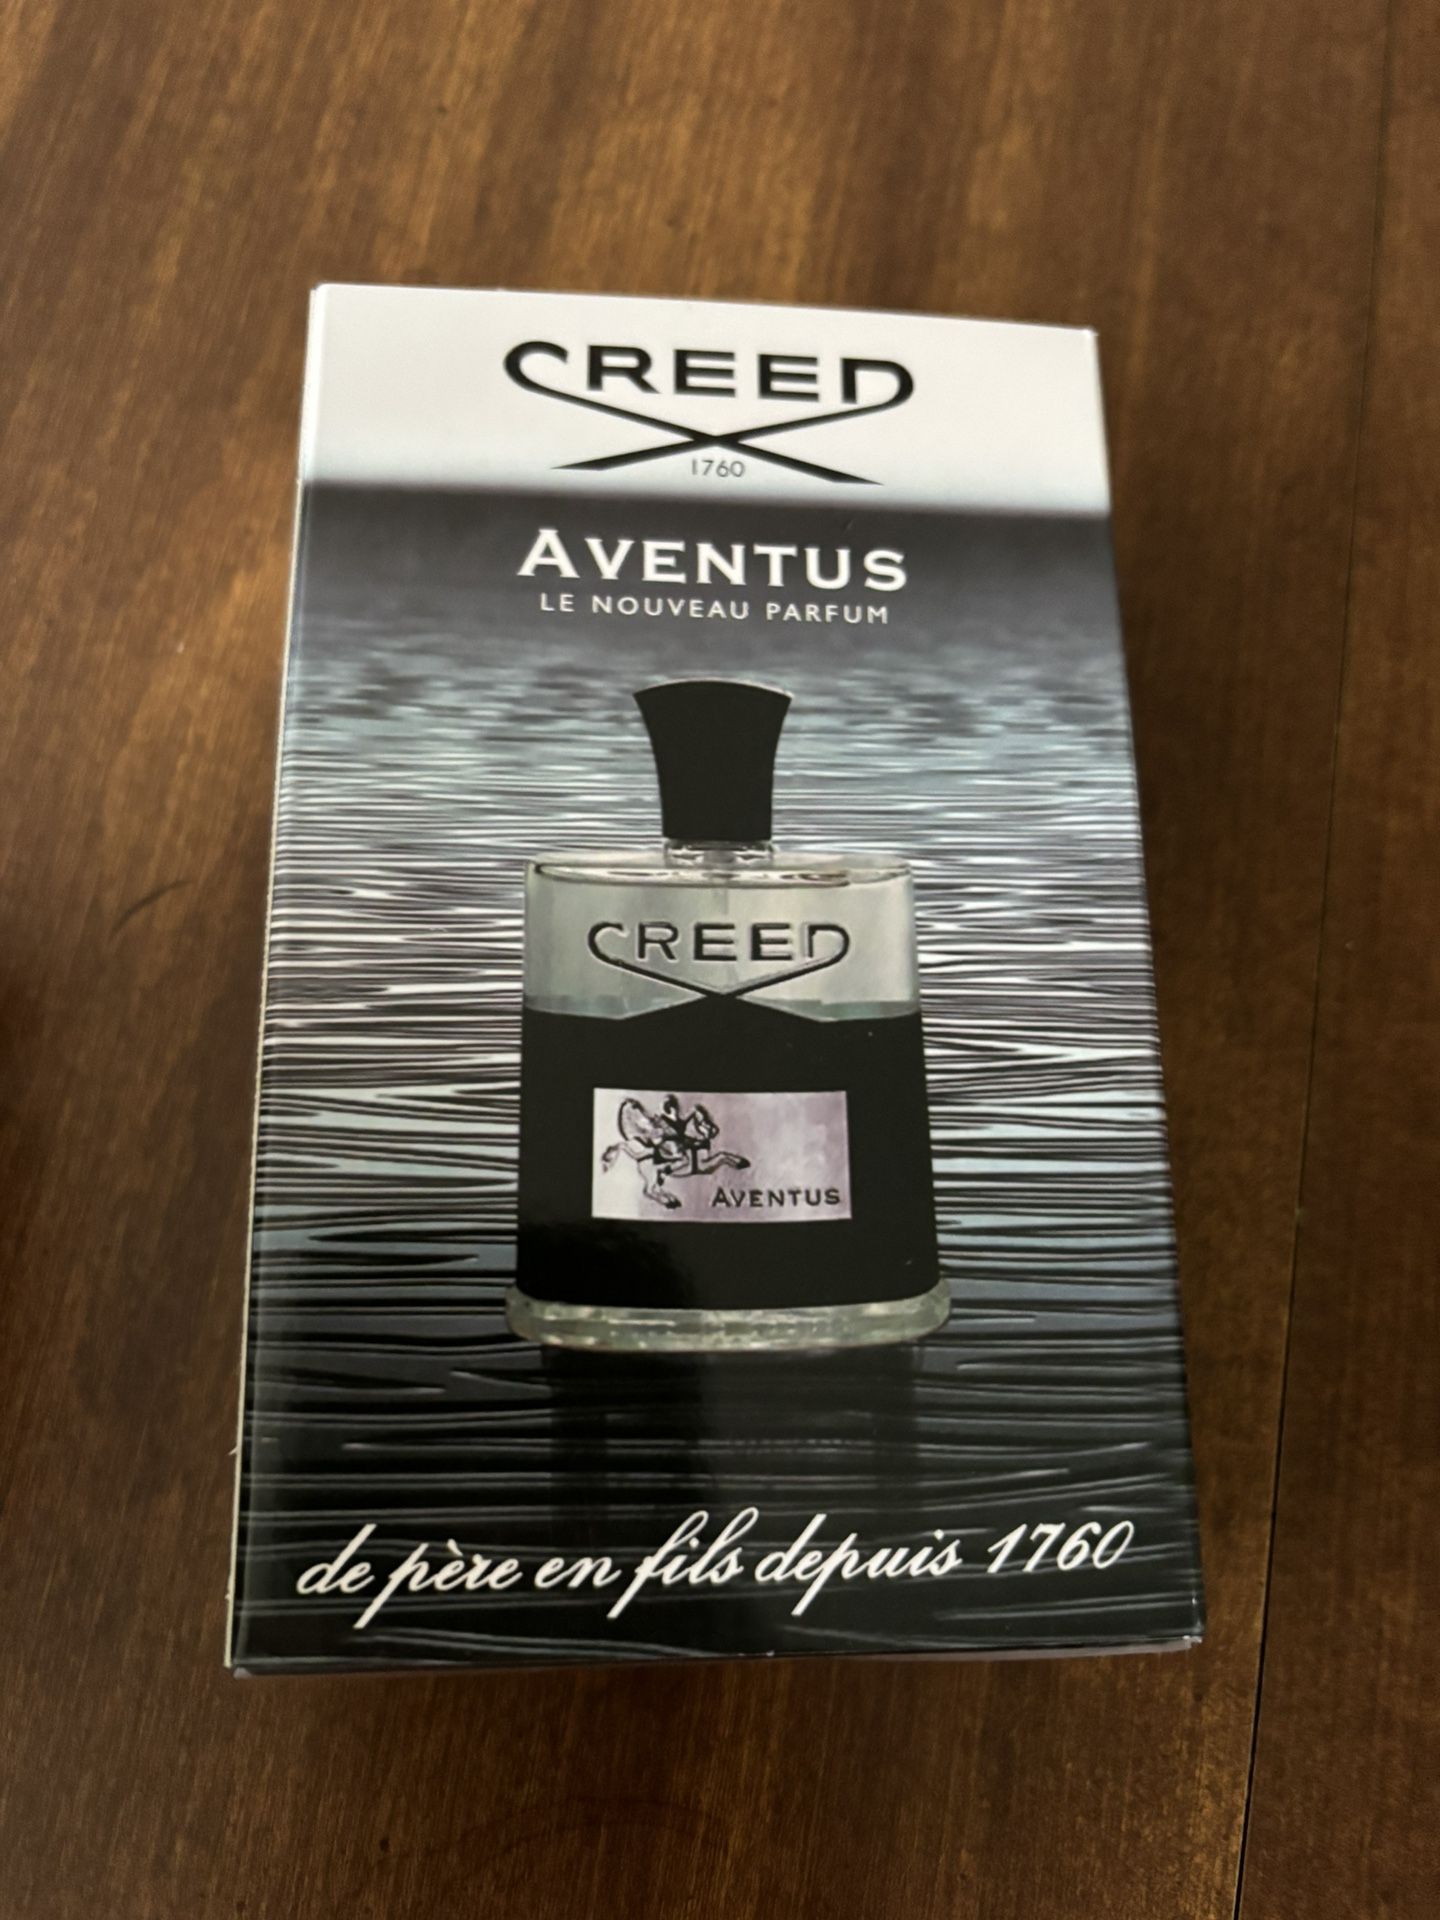 CREED
1760
AVENTUS
LE NOUVEAU PARFUM
CREED
AVENTUS
de père en fils depuis 1760